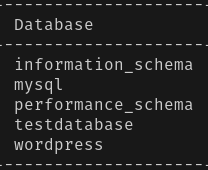 Database
information_schema
mysql
performance_schema
testdatabase
wordpress